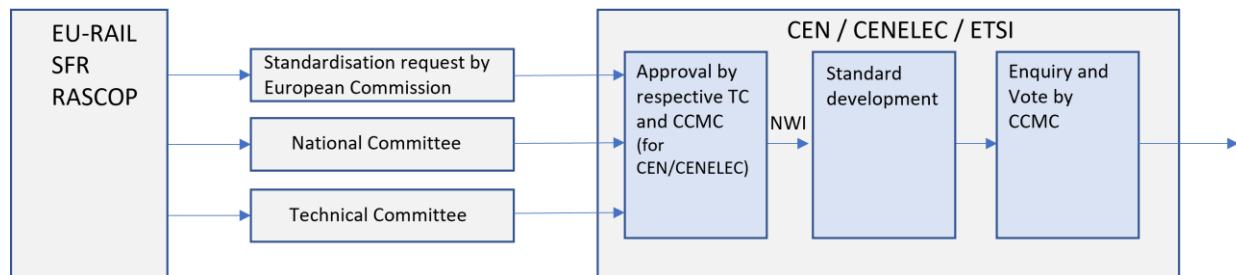 EU-RAIL
SFR
RASCOP
Standardisation request by
European Commission
National Committee
Technical Committee
CEN / CENELEC / ETSI
Approval by
respective TC
and CCMC
(for
CEN/CENELEC)
NWI
Standard
development
Enquiry and
Vote by
CCMC